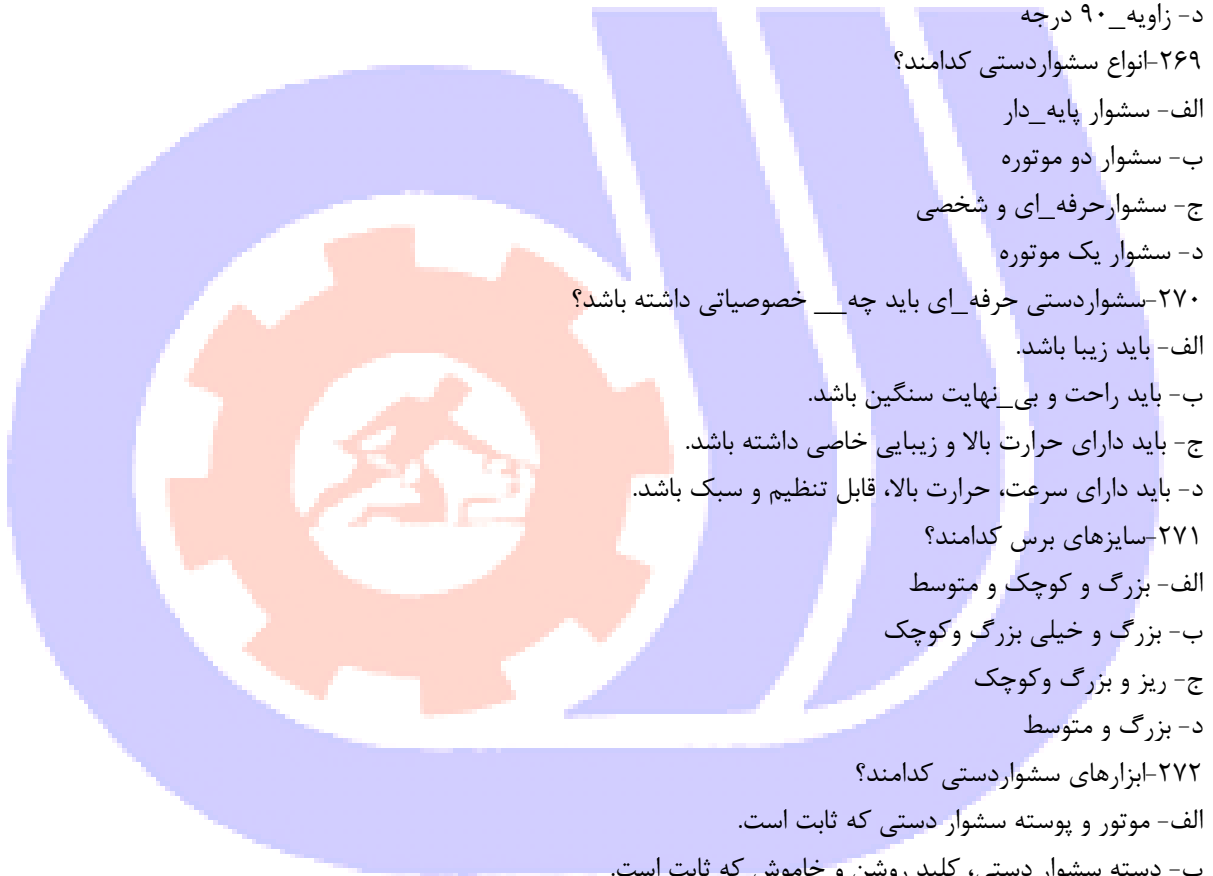 د- زاویه_۹۰ درجه
۲۶۹-انواع سشواردستی کدامند؟
الف- سشوار پایه_دار
ب- سشوار دو موتوره
ج- سشوارحرفه_ای و شخصی
د- سشوار یک موتوره
۲۷۰-سشواردستی حرفه_ای باید چه__ خصوصیاتی داشته باشد؟
الف- باید زیبا باشد.
ب- باید راحت و بی_نهایت سنگین باشد.
ج- باید دارای حرارت بالا و زیبایی خاصی داشته باشد.
د- باید دارای سرعت، حرارت بالا، قابل تنظیم و سبک باشد.
۲۷۱-سایزهای برس کدامند؟
الف- بزرگ و کوچک و متوسط
ب- بزرگ و خیلی بزرگ وکوچک
ج- ریز و بزرگ وکوچک
د- بزرگ و متوسط
۲۷۲-ابزارهای سشواردستی کدامند؟
الف- موتور و پوسته سشوار دستی که ثابت است.
ب- دسته سشوار دستی، کلید روشن و خاموش که ثابت است.